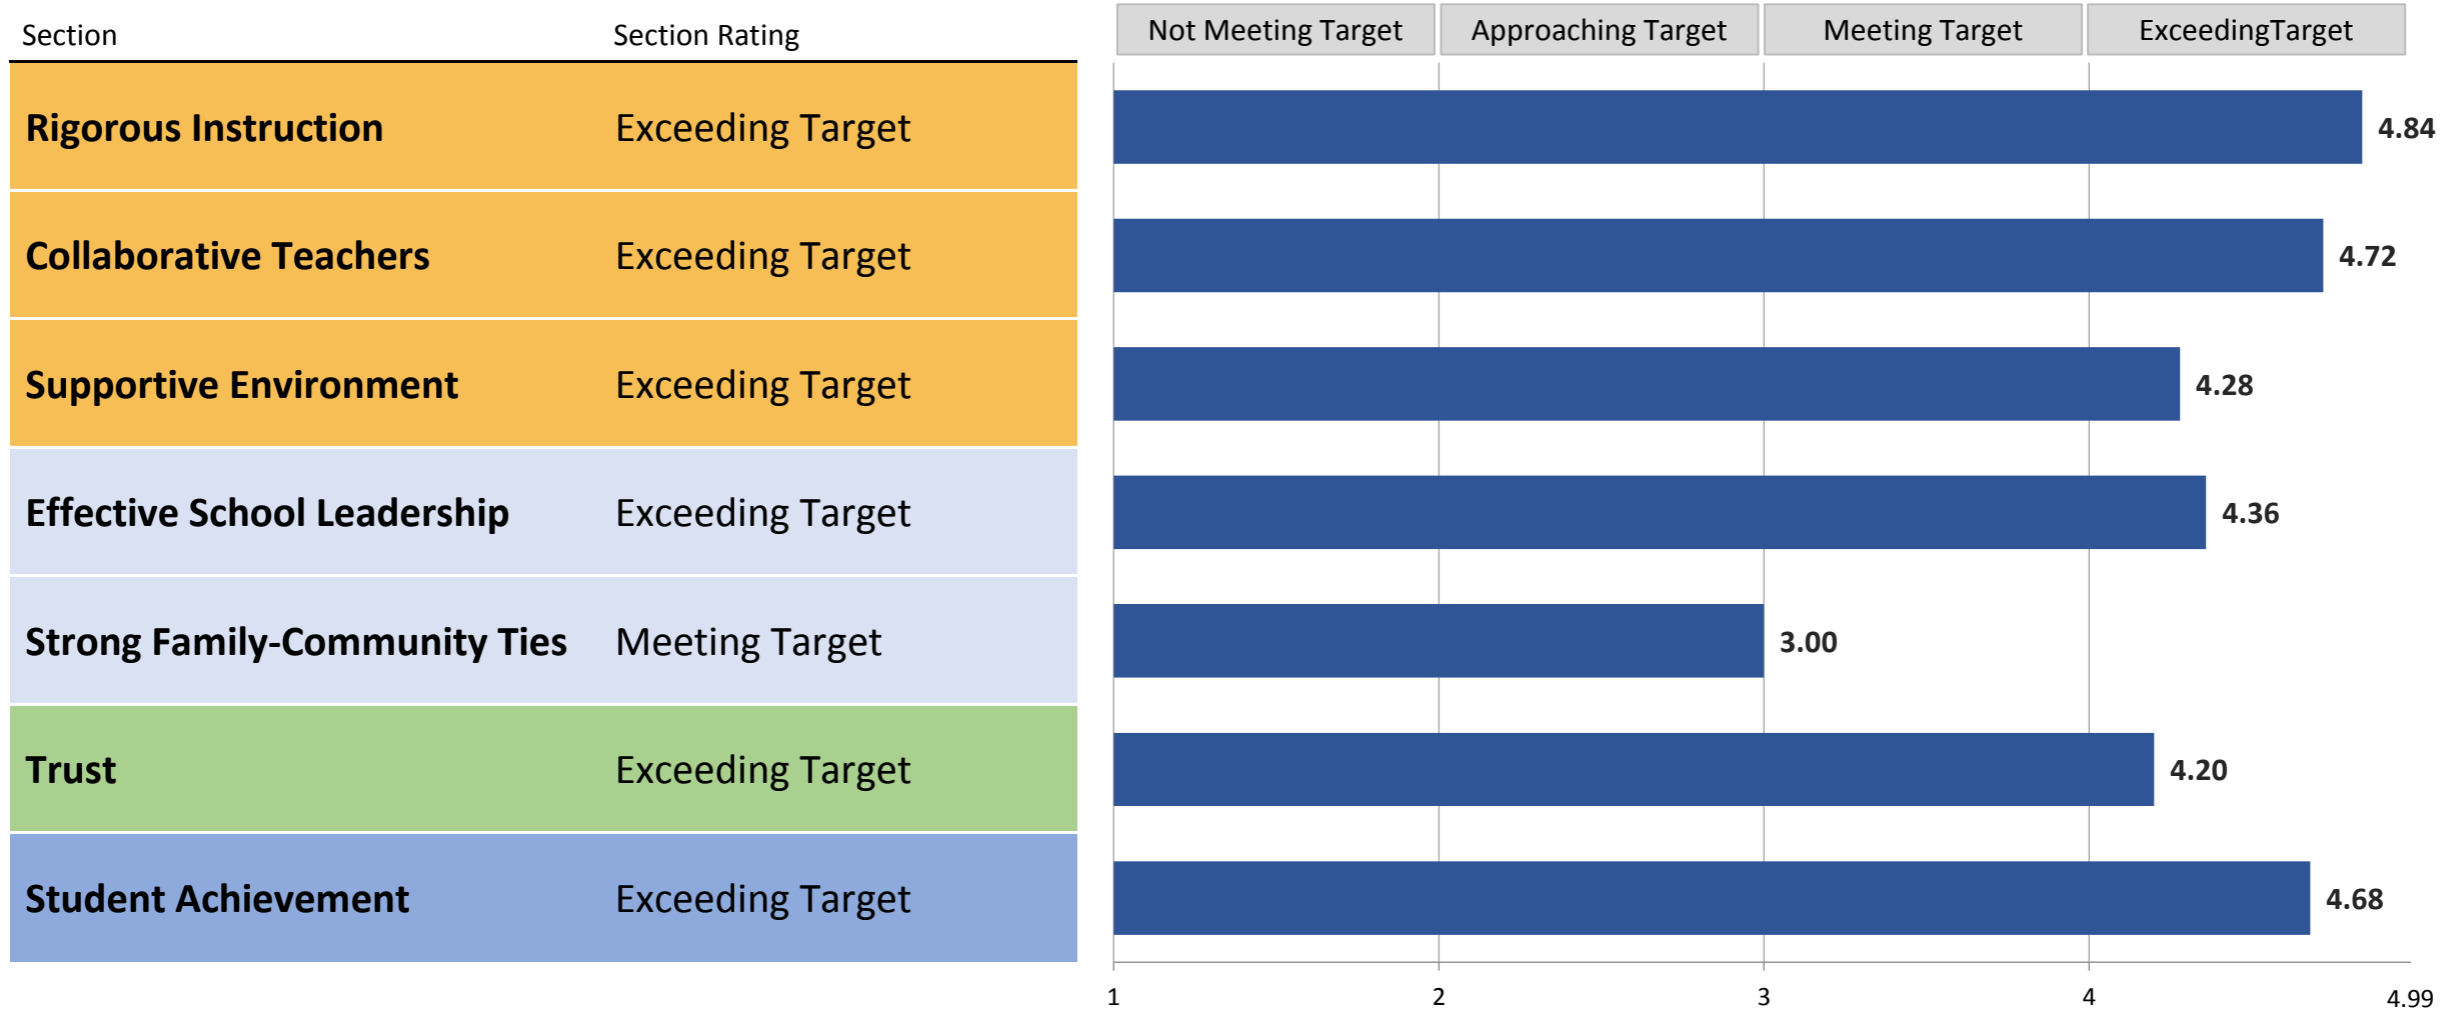 Section Section Rating Not Meeting Target Approaching Target Meeting Target ExceedingTarget
Rigorous Instruction Exceeding Target 4.84
Collaborative Teachers Exceeding Target 4.72
Supportive Environment Exceeding Target 4.28
Effective School Leadership Exceeding Target 4.36
Strong Family-Community Ties Meeting Target 3.00
Trust Exceeding Target 4.20
Student Achievement Exceeding Target 4.68
1 2 3 4 4.99